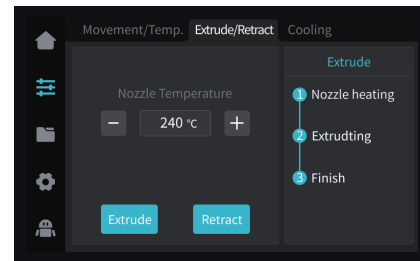 Movement/Temp. Extrude/Retract Cooling
Extrude
Nozzle Temperature
1 Nozzle heating
− 240 ℃ +
2 Extrudting
3 Finish
Extrude Retract